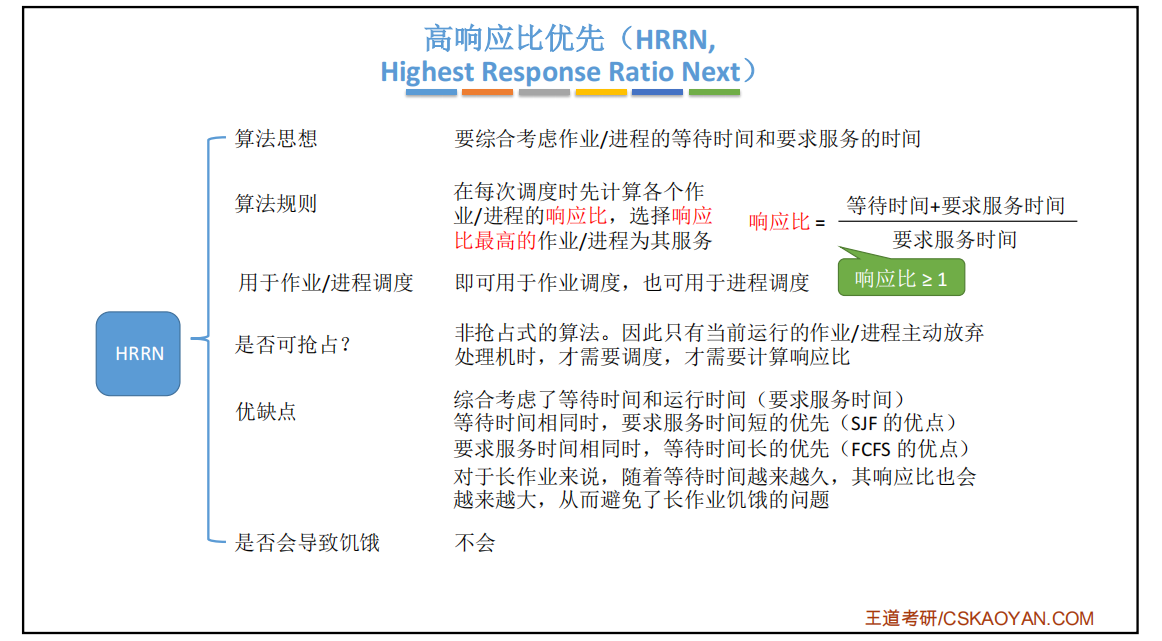 高响应比优先（HRRN,
Highest Response Ratio Next）
算法思想
要综合考虑作业/进程的等待时间和要求服务的时间
算法规则
在每次调度时先计算各个作
业/进程的响应比，选择响应
比最高的作业/进程为其服务
响应比 =
等待时间+要求服务时间
要求服务时间
响应比 ≥ 1
用于作业/进程调度
即可用于作业调度，也可用于进程调度
HRRN
是否可抢占？
非抢占式的算法。因此只有当前运行的作业/进程主动放弃
处理机时，才需要调度，才需要计算响应比
优缺点
综合考虑了等待时间和运行时间（要求服务时间）
等待时间相同时，要求服务时间短的优先（SJF 的优点）
要求服务时间相同时，等待时间长的优先（FCFS 的优点）
对于长作业来说，随着等待时间越来越久，其响应比也会
越来越大，从而避免了长作业饥饿的问题
是否会导致饥饿
不会
王道考研/CSKAOYAN.COM